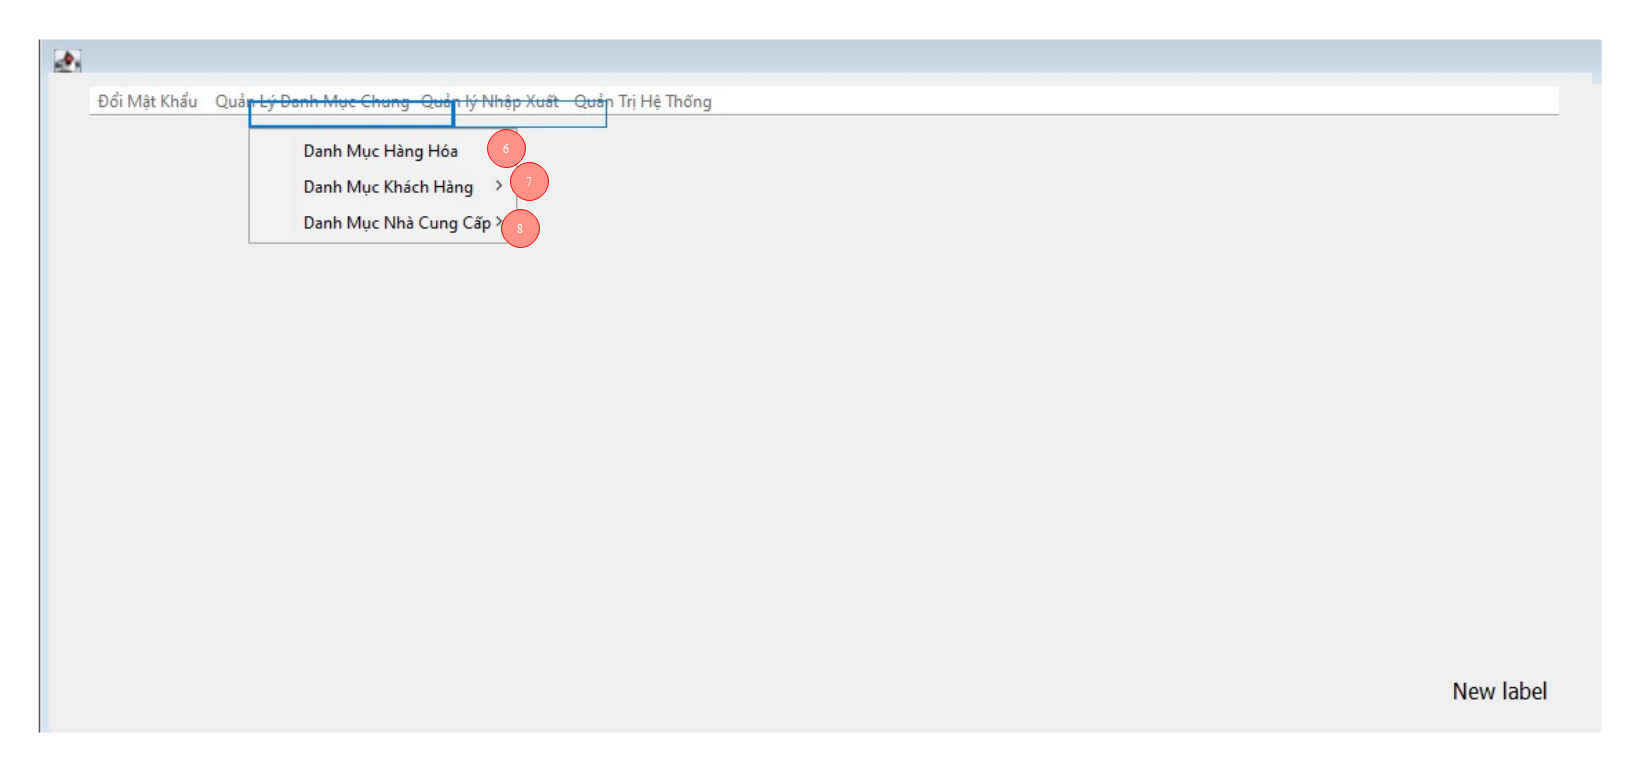 Đổi Mật Khẩu Quản Lý Danh Mục Chung Quản lý Nhập Xuất Quản Trị Hệ Thống
Danh Mục Hàng Hóa 6
Danh Mục Khách Hàng > 7
Danh Mục Nhà Cung Cấp > 8
New label